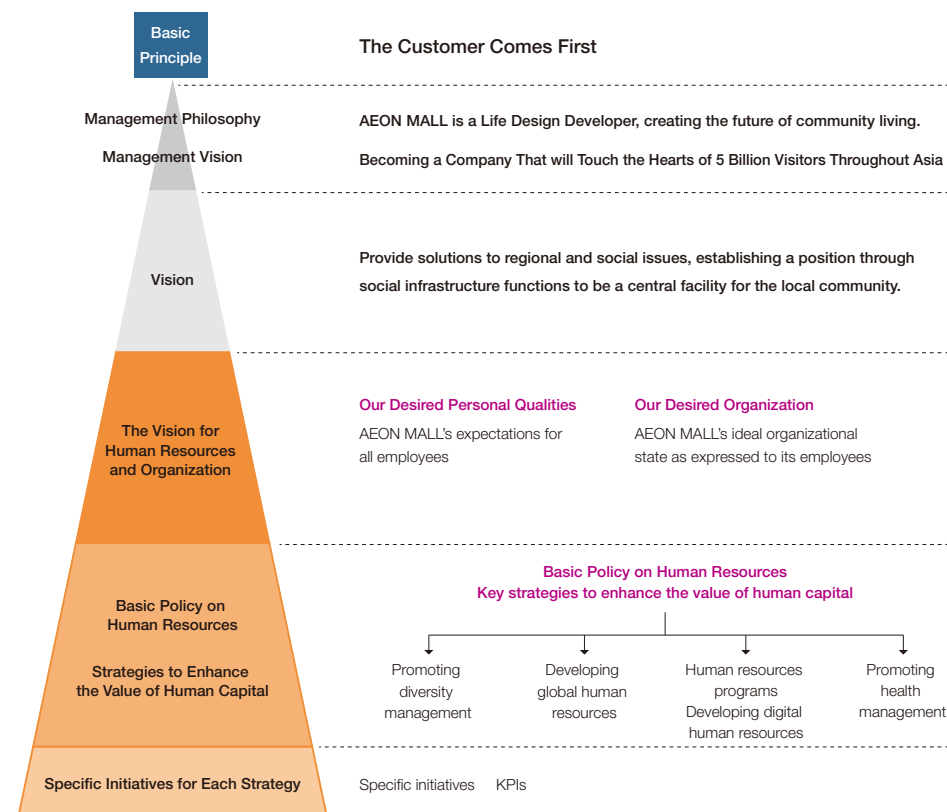 Basic
Principle
The Customer Comes First
Management Philosophy
AEON MALL is a Life Design Developer, creating the future of community living.
Management Vision
Becoming a Company That will Touch the Hearts of 5 Billion Visitors Throughout Asia
Vision
Provide solutions to regional and social issues, establishing a position through
social infrastructure functions to be a central facility for the local community.
The Vision for
Human Resources
and Organization
Our Desired Personal Qualities
AEON MALL’s expectations for
all employees
Our Desired Organization
AEON MALL’s ideal organizational
state as expressed to its employees
Basic Policy on
Human Resources
Strategies to Enhance
the Value of Human Capital
Basic Policy on Human Resources
Key strategies to enhance the value of human capital
Promoting
diversity
management
Developing
global human
resources
Human resources
programs
Developing digital
human resources
Promoting
health
management
Specific Initiatives for Each Strategy
Specific initiatives KPIs